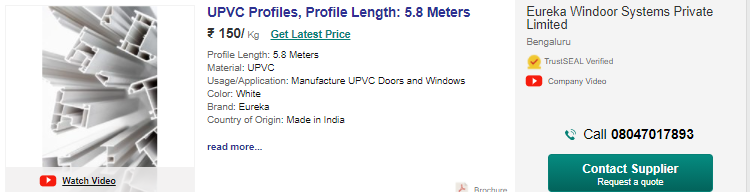 UPVC Profiles, Profile Length: 5.8 Meters
₹ 150/ Kg Get Latest Price
Profile Length: 5.8 Meters
Material: UPVC
Usage/Application: Manufacture UPVC Doors and Windows
Color: White
Brand: Eureka
Country of Origin: Made in India
read more...
Watch Video
Brochure
Eureka Windoor Systems Private
Limited
Bengaluru
TrustSEAL Verified
Company Video
Call 08047017893
Contact Supplier
Request a quote